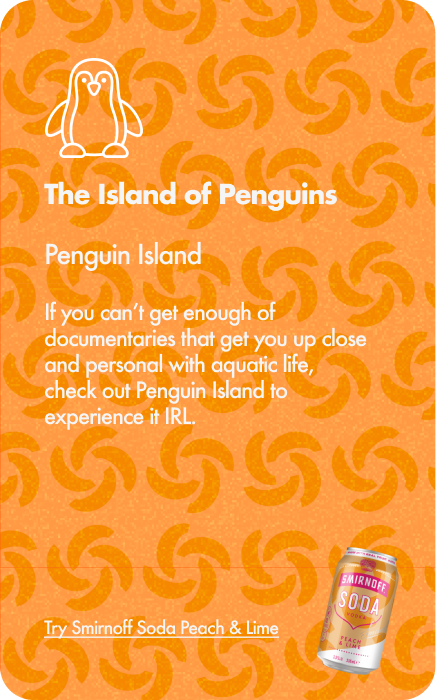 The Island of Penguins
Penguin Island
If you can't get enough of
documentaries that get you up close
and personal with aquatic life,
check out Penguin Island to
experience it IRL.
Try Smirnoff Soda Peach & Lime
SMIRNOFF
SODA
PEACH
& LIME